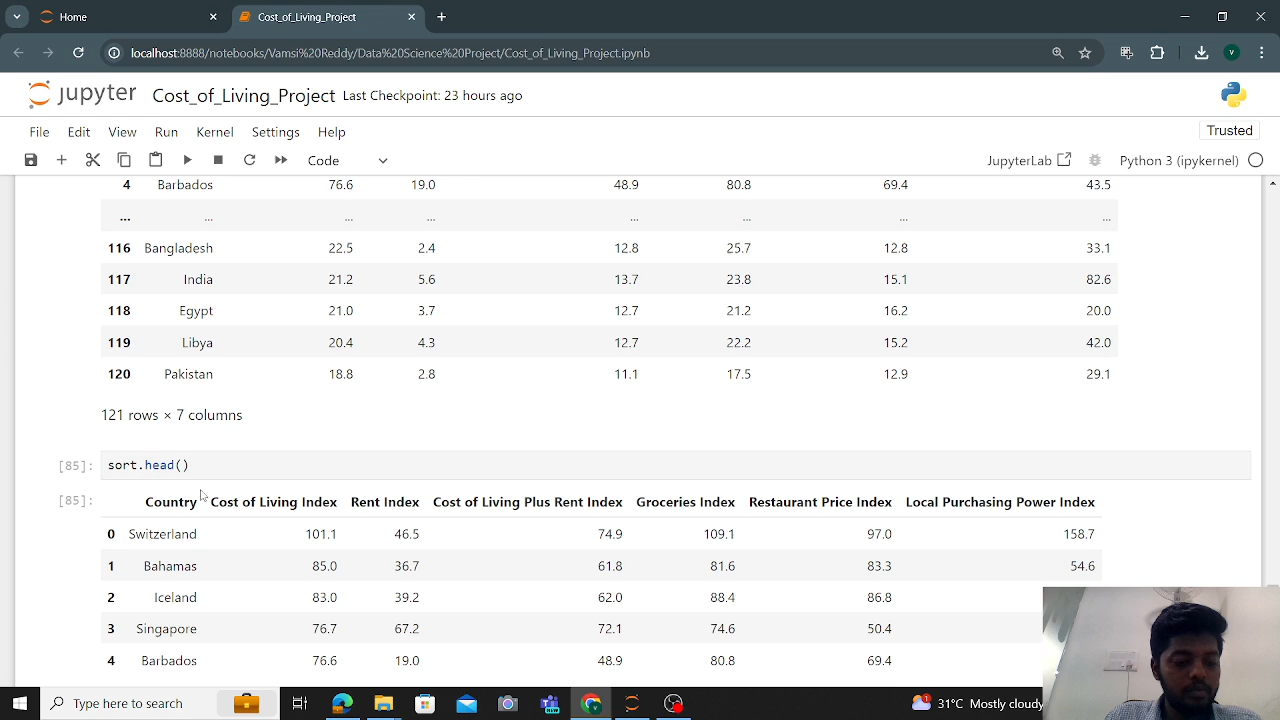 Home
Cost_of_Living_Project
localhost:8888/notebooks/Vamsi%20Reddy/Data%20Science%20Project/Cost_of_Living_Project.ipynb
V
jupyter Cost_of_Living_Project Last Checkpoint: 23 hours ago
File Edit View Run Kernel Settings Help Trusted
Code JupyterLab Python 3 (ipykernel)
4 Barbados 76.6 19.0 48.9 80.8 69.4 43.5
... ... ... ... ... ... ... ...
116 Bangladesh 22.5 2.4 12.8 25.7 12.8 33.1
117 India 21.2 5.6 13.7 23.8 15.1 82.6
118 Egypt 21.0 3.7 12.7 21.2 16.2 20.0
119 Libya 20.4 4.3 12.7 22.2 15.2 42.0
120 Pakistan 18.8 2.8 11.1 17.5 12.9 29.1
121 rows × 7 columns
[85]: sort.head()
[85]: Country Cost of Living Index Rent Index Cost of Living Plus Rent Index Groceries Index Restaurant Price Index Local Purchasing Power Index
0 Switzerland 101.1 46.5 74.9 109.1 97.0 158.7
1 Bahamas 85.0 36.7 61.8 81.6 83.3 54.6
2 Iceland 83.0 39.2 62.0 88.4 86.8
3 Singapore 76.7 67.2 72.1 74.6 50.4
4 Barbados 76.6 19.0 48.9 80.8 69.4
Type here to search 1 31°C Mostly cloudy